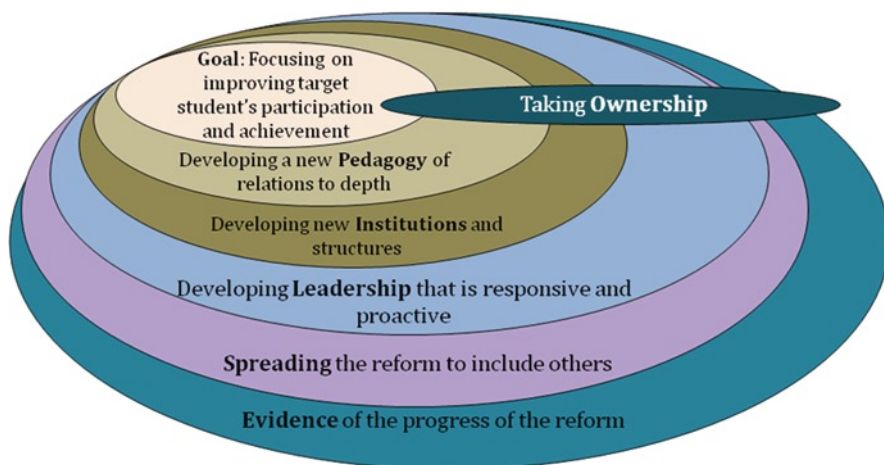 Goal: Focusing on
improving target
student's participation
and achievement
Taking Ownership
Developing a new Pedagogy of
relations to depth
Developing new Institutions and
structures
Developing Leadership that is responsive and
proactive
Spreading the reform to include others
Evidence of the progress of the reform